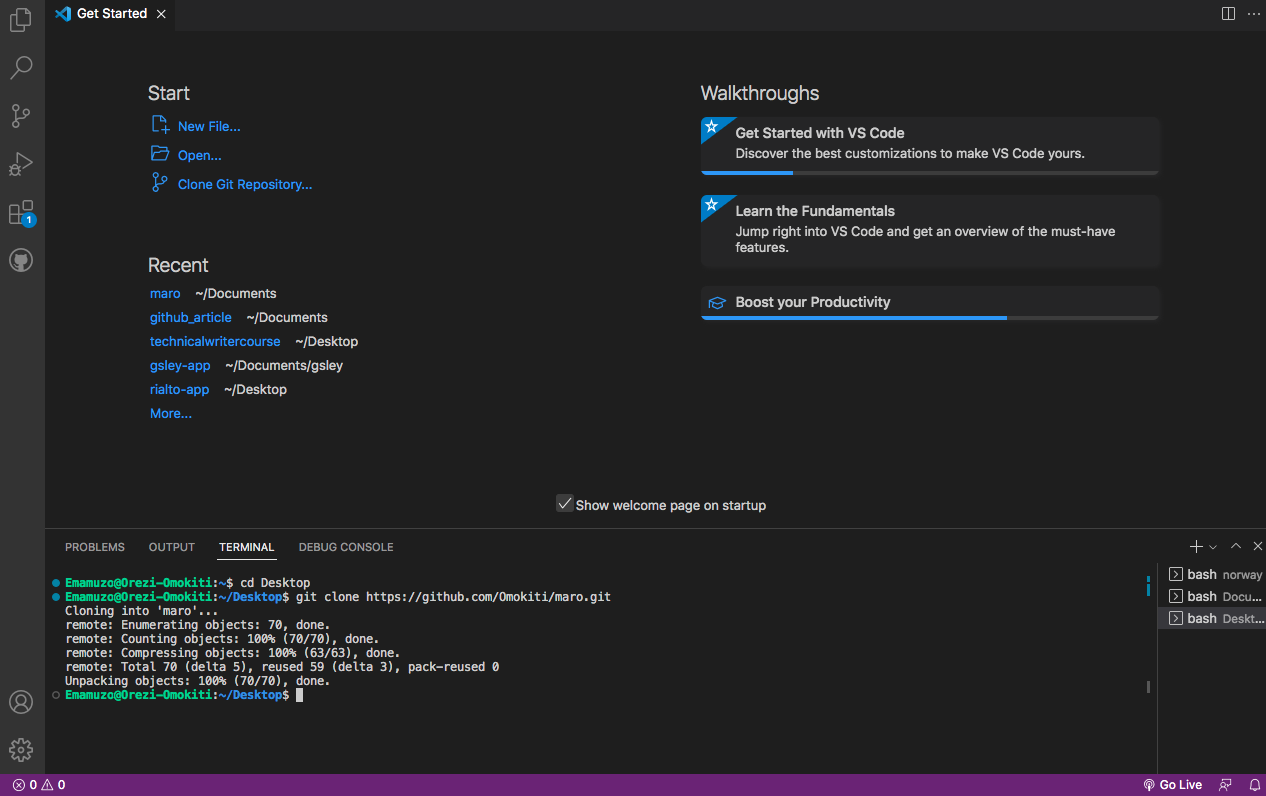 Get Started
Start
New File...
Open...
Clone Git Repository...
Recent
maro ~/Documents
github_article ~/Documents
technicalwritercourse ~/Desktop
gsley-app ~/Documents/gsley
rialto-app ~/Desktop
More...
Walkthroughs
Get Started with VS Code
Discover the best customizations to make VS Code yours.
Learn the Fundamentals
Jump right into VS Code and get an overview of the must-have
features.
Boost your Productivity
Show welcome page on startup
1
PROBLEMS OUTPUT TERMINAL DEBUG CONSOLE
Emamuzo@Orezi-Omokiti:~$ cd Desktop
Emamuzo@Orezi-Omokiti:~/Desktop$ git clone https://github.com/Omokiti/maro.git
Cloning into 'maro'...
remote: Enumerating objects: 70, done.
remote: Counting objects: 100% (70/70), done.
remote: Compressing objects: 100% (63/63), done.
remote: Total 70 (delta 5), reused 59 (delta 3), pack-reused 0
Unpacking objects: 100% (70/70), done.
Emamuzo@Orezi-Omokiti:~/Desktop$
bash norway
bash Docu...
bash Deskt...
0 0
Go Live